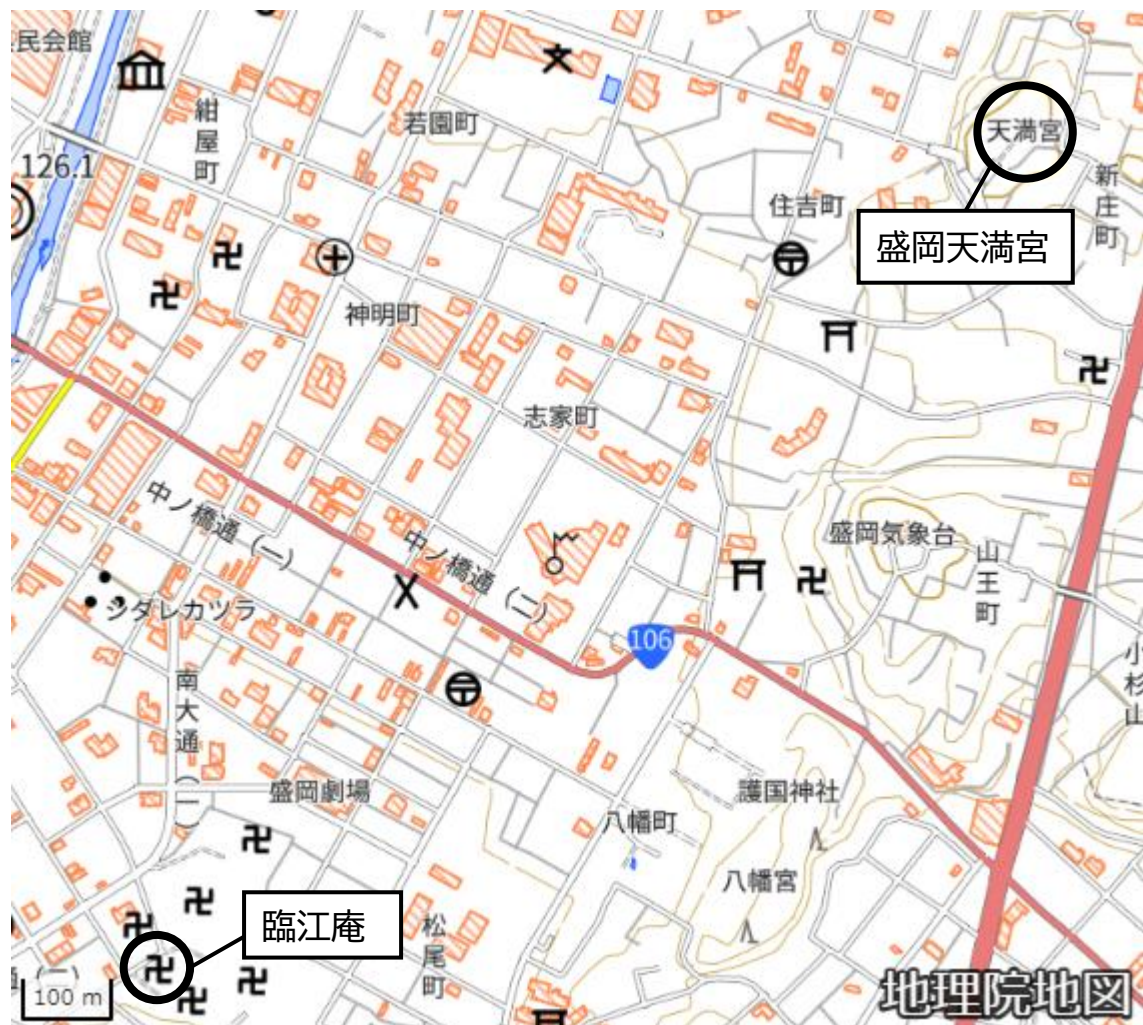 民会館
紺屋町
若園町
天満宮
126.1
新庄町
住吉町
盛岡天満宮
神明町
志家町
中ノ橋通(一)
中ノ橋通(二)
盛岡気象台
山王町
シダレカツラ
106
小杉山
南大通(一)
盛岡劇場
護国神社
八幡町
八幡宮
臨江庵
松尾町
通(二)
100 m
地理院地図